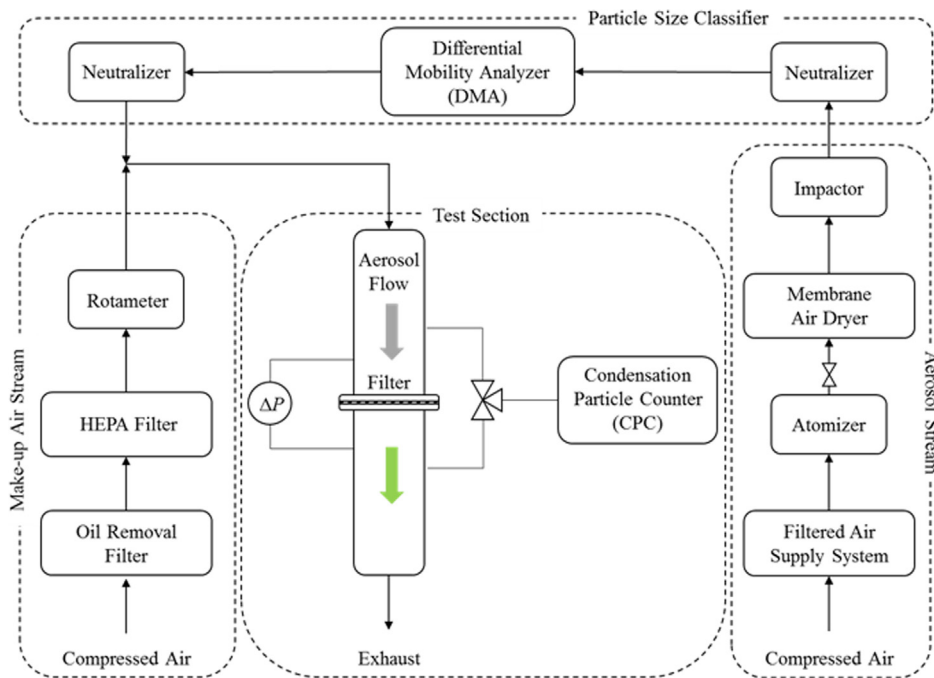 Particle Size Classifier
Neutralizer
Differential
Mobility Analyzer
(DMA)
Neutralizer
Make-up Air Stream
Rotameter
HEPA Filter
Oil Removal
Filter
Compressed Air
Test Section
Aerosol
Flow
Filter
ΔP
Condensation
Particle Counter
(CPC)
Exhaust
Aerosol Stream
Impactor
Membrane
Air Dryer
Atomizer
Filtered Air
Supply System
Compressed Air